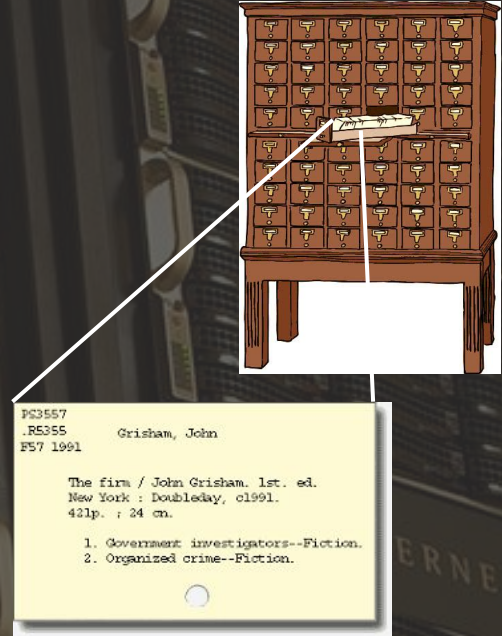 PS3557
.R5355 Grisham, John
F57 1991
The firm / John Grisham. 1st. ed.
New York : Doubleday, c1991.
421p. ; 24 cm.
1. Government investigators--Fiction.
2. Organized crime--Fiction.
ERNE